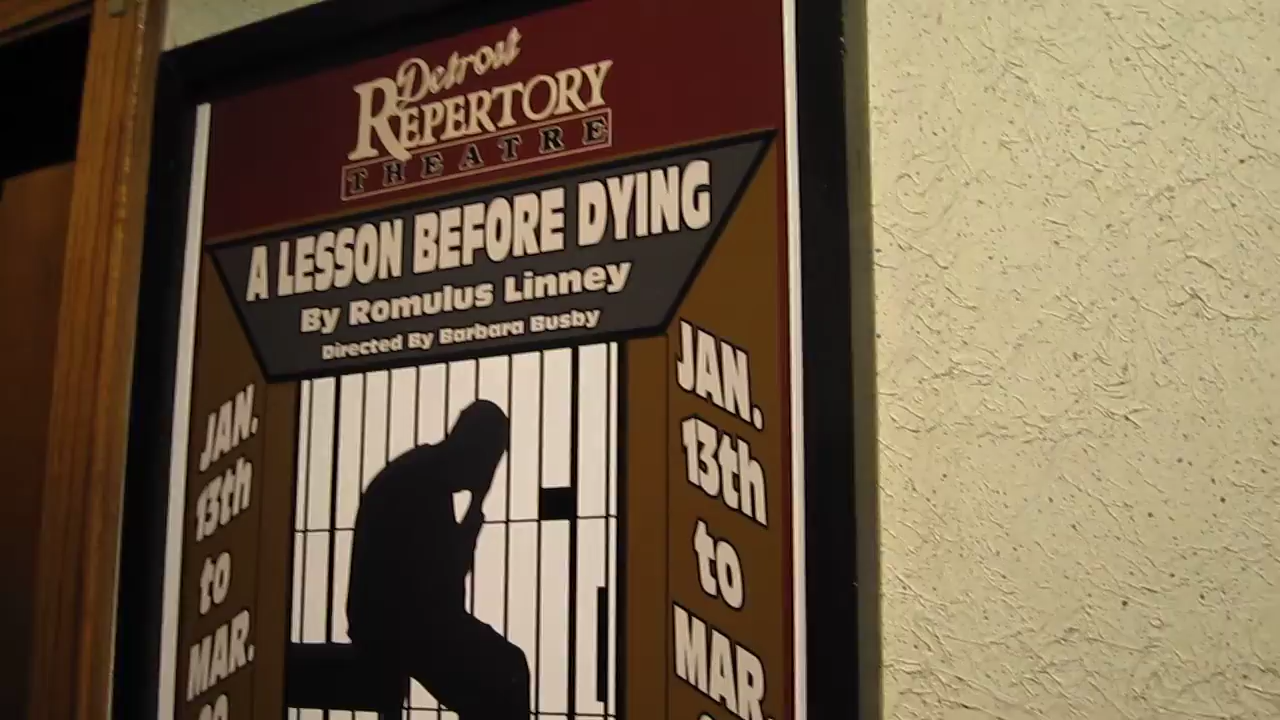 Detroit
REPERTORY
THEATRE
A LESSON BEFORE DYING
By Romulus Linney
Directed By Barbara Busby
JAN.
13th
to
MAR.
JAN.
13th
to
MAR.